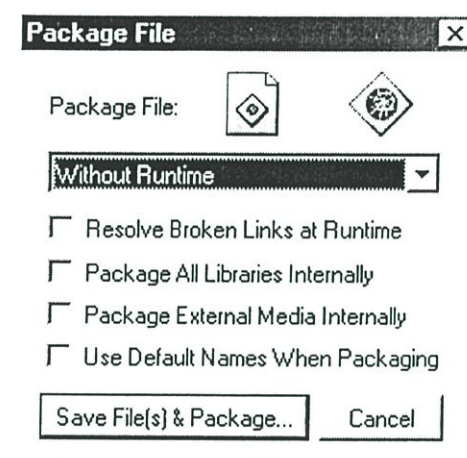 Package File
Package File:
Without Runtime
Resolve Broken Links at Runtime
Package All Libraries Internally
Package External Media Internally
Use Default Names When Packaging
Save File(s) & Package...
Cancel